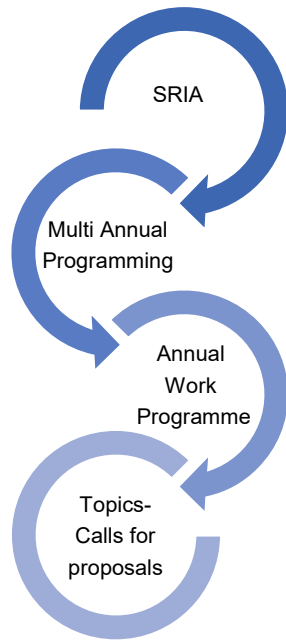 SRIA
Multi Annual
Programming
Annual
Work
Programme
Topics-
Calls for
proposals